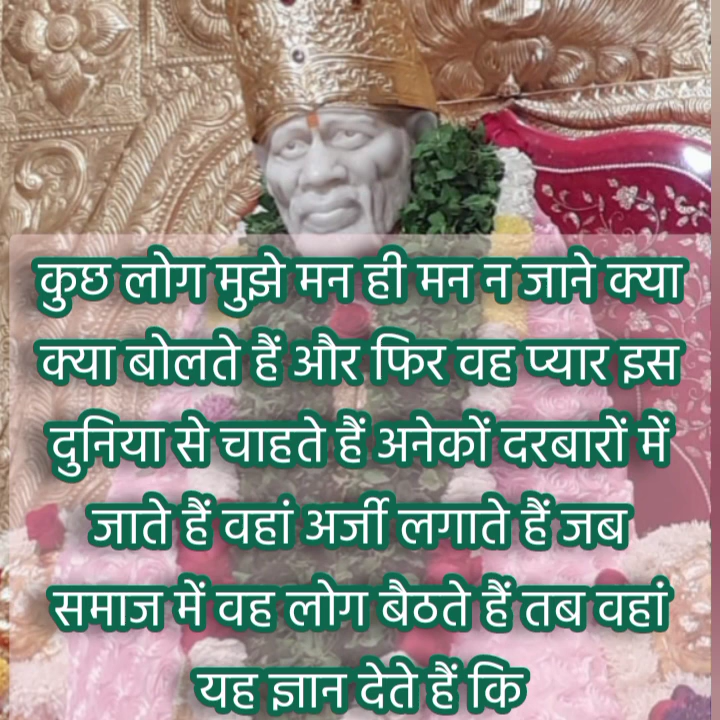 कुछ लोग मुझे मन ही मन न जाने क्या
क्या बोलते हैं और फिर वह प्यार इस
दुनिया से चाहते हैं अनेकों दरबारों में
जाते हैं वहां अर्जी लगाते हैं जब
समाज में वह लोग बैठते हैं तब वहां
यह ज्ञान देते हैं कि